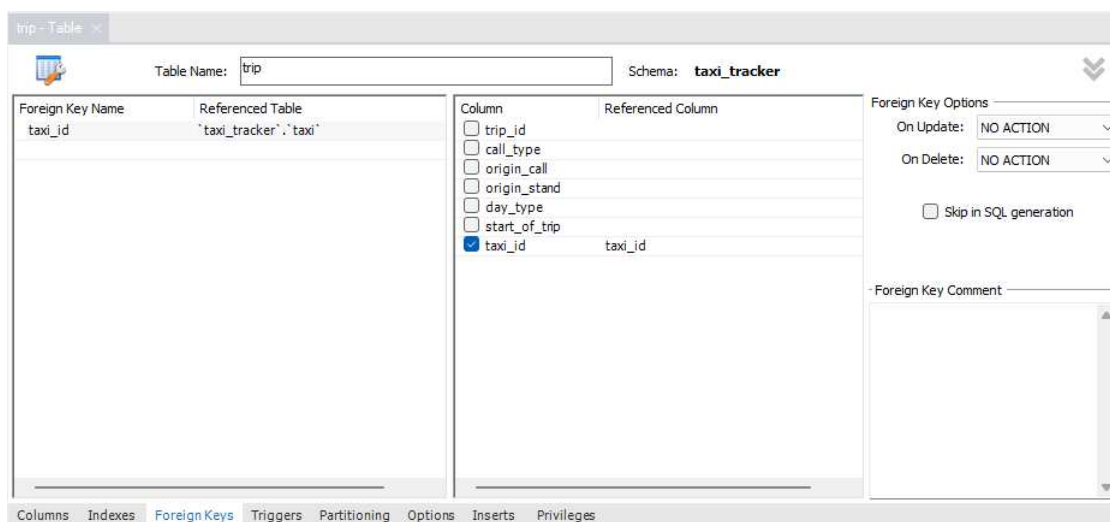 trip - Table ×
Table Name: trip Schema: taxi_tracker
Foreign Key Name Referenced Table
taxi_id `taxi_tracker`.`taxi`
Column Referenced Column
trip_id
call_type
origin_call
origin_stand
day_type
start_of_trip
taxi_id taxi_id
Foreign Key Options
On Update: NO ACTION
On Delete: NO ACTION
Skip in SQL generation
Foreign Key Comment
Columns Indexes Foreign Keys Triggers Partitioning Options Inserts Privileges